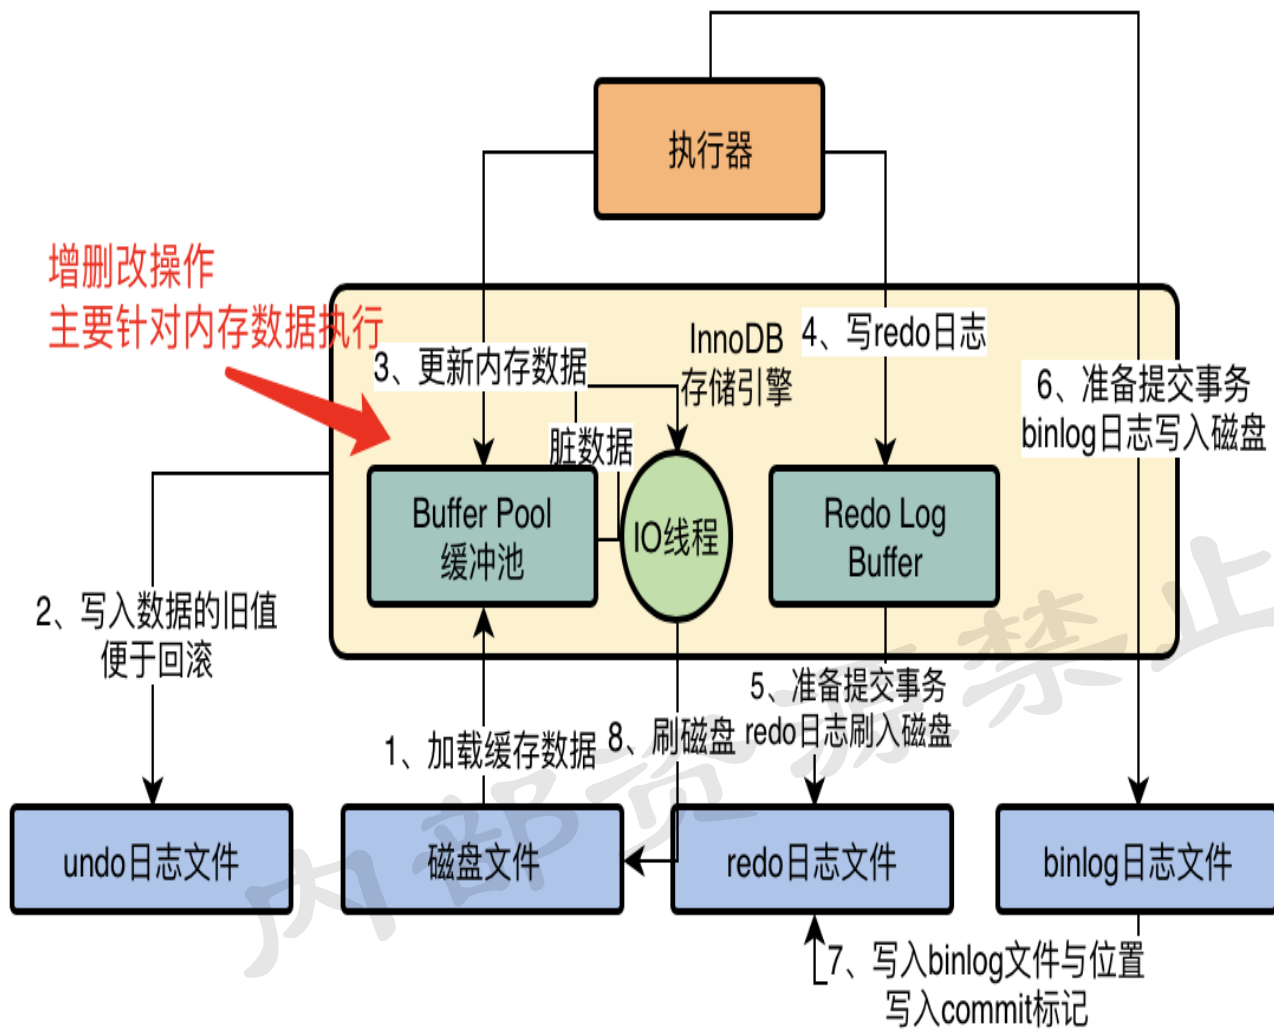 执行器
增删改操作
主要针对内存数据执行
InnoDB
存储引擎
3、更新内存数据
4、写redo日志
6、准备提交事务
binlog日志写入磁盘
脏数据
Buffer Pool
缓冲池
IO线程
Redo Log
Buffer
2、写入数据的旧值
便于回滚
1、加载缓存数据
8、刷磁盘
5、准备提交事务
redo日志刷入磁盘
undo日志文件
磁盘文件
redo日志文件
binlog日志文件
7、写入binlog文件与位置
写入commit标记
内部资源禁止